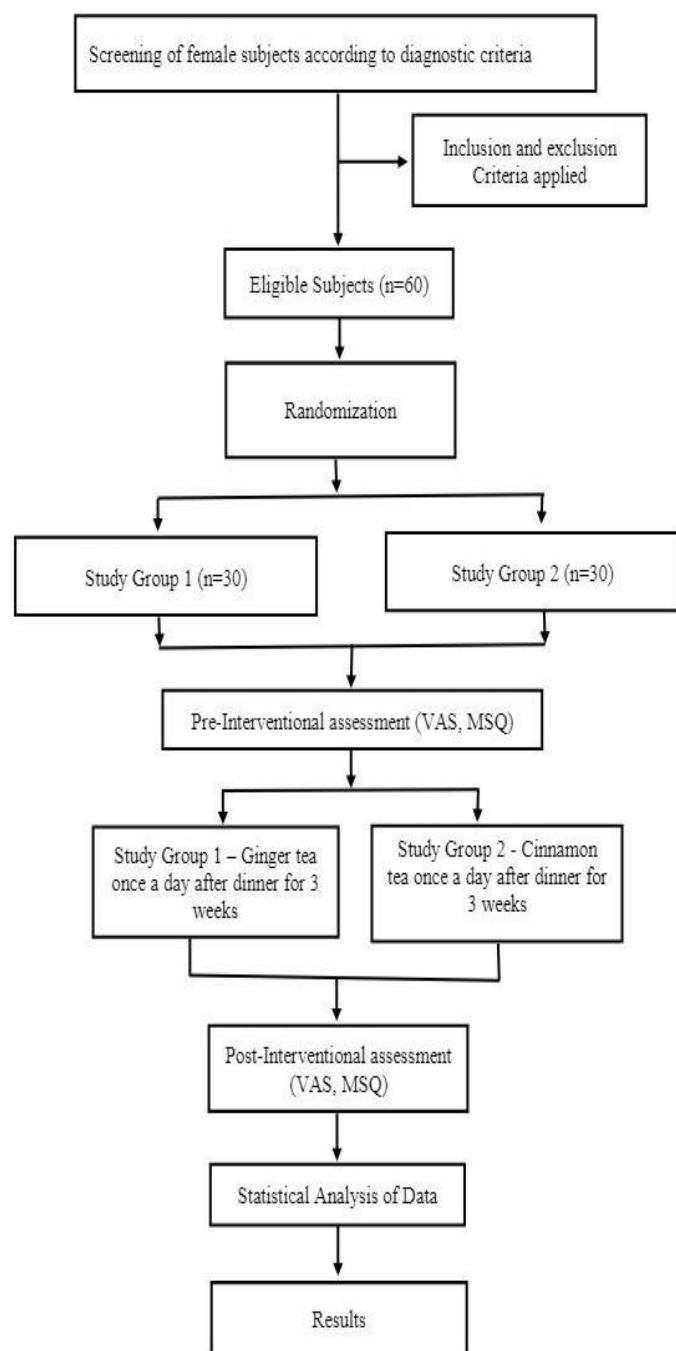 Screening of female subjects according to diagnostic criteria
Inclusion and exclusion
Criteria applied
Eligible Subjects (n=60)
Randomization
Study Group 1 (n=30)
Study Group 2 (n=30)
Pre-Interventional assessment (VAS, MSQ)
Study Group 1 – Ginger tea
once a day after dinner for 3
weeks
Study Group 2 - Cinnamon
tea once a day after dinner for
3 weeks
Post-Interventional assessment
(VAS, MSQ)
Statistical Analysis of Data
Results